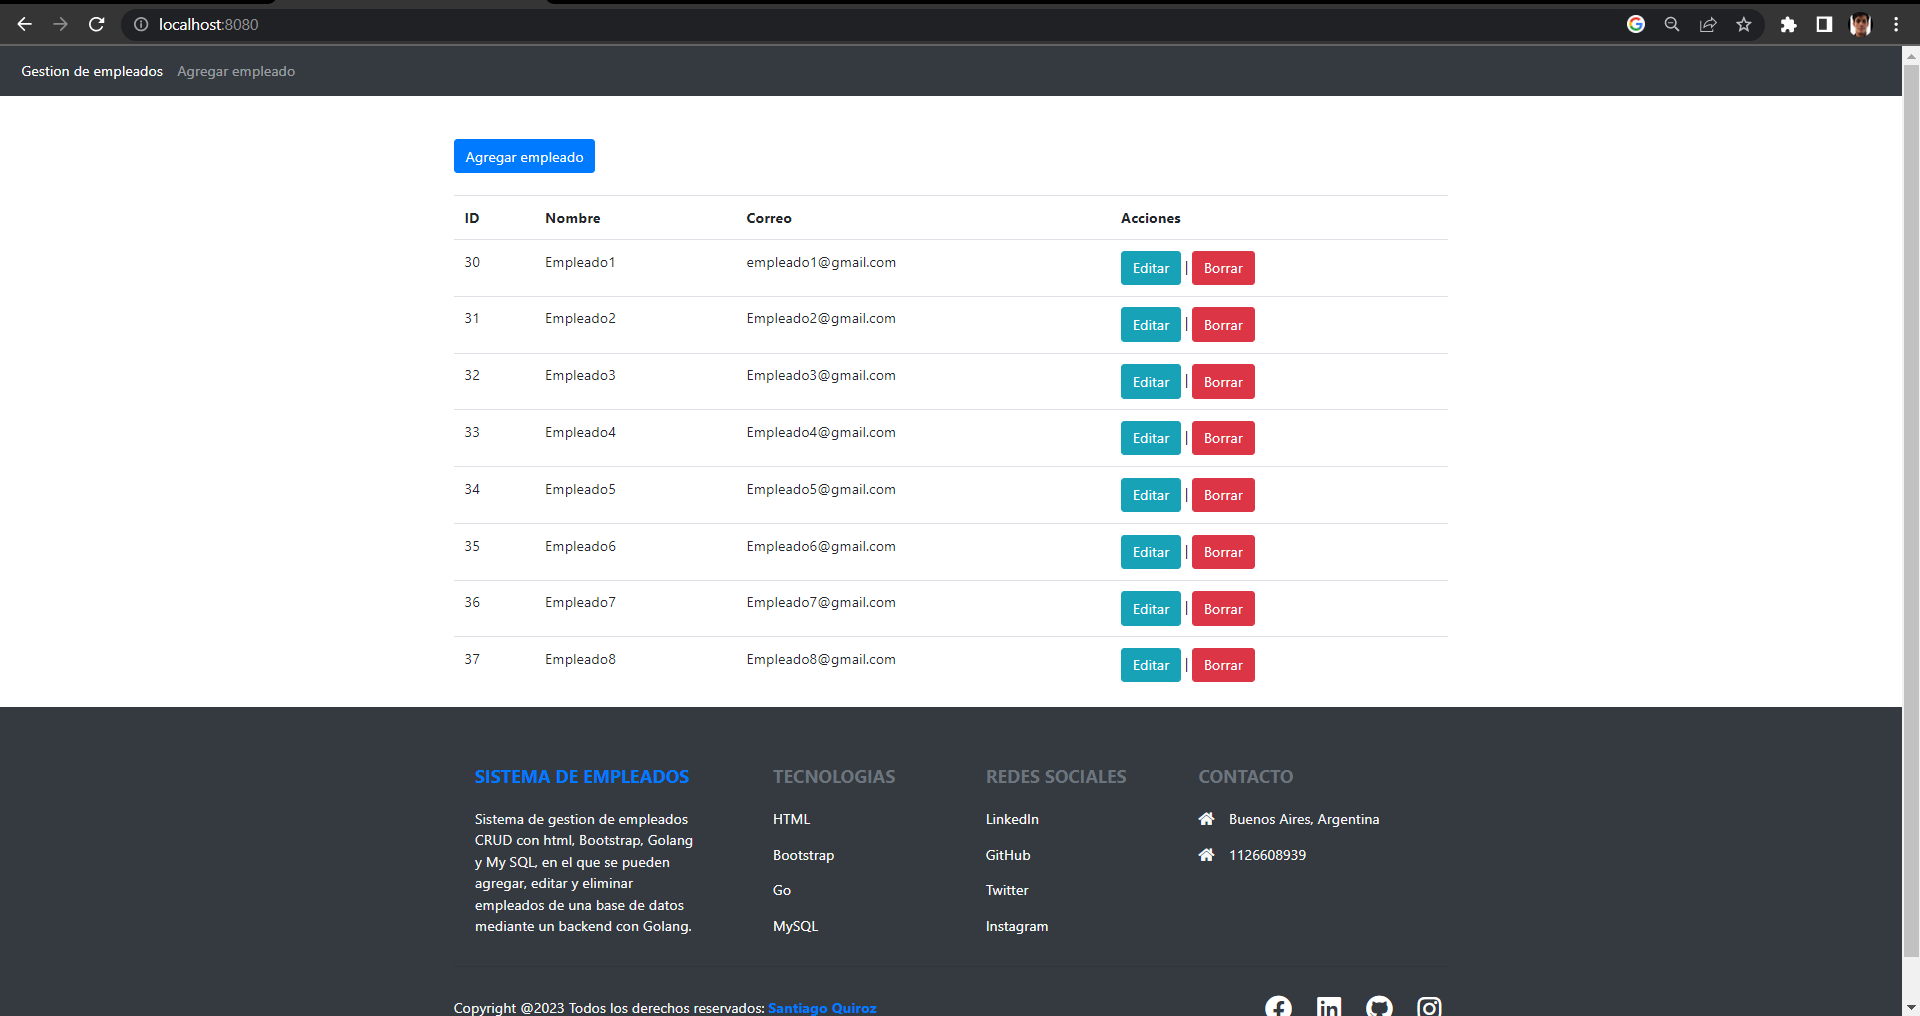 localhost:8080
Gestion de empleados Agregar empleado
Agregar empleado
ID Nombre Correo Acciones
30 Empleado1 empleado1@gmail.com Editar | Borrar
31 Empleado2 Empleado2@gmail.com Editar | Borrar
32 Empleado3 Empleado3@gmail.com Editar | Borrar
33 Empleado4 Empleado4@gmail.com Editar | Borrar
34 Empleado5 Empleado5@gmail.com Editar | Borrar
35 Empleado6 Empleado6@gmail.com Editar | Borrar
36 Empleado7 Empleado7@gmail.com Editar | Borrar
37 Empleado8 Empleado8@gmail.com Editar | Borrar
SISTEMA DE EMPLEADOS
Sistema de gestion de empleados
CRUD con html, Bootstrap, Golang
y My SQL, en el que se pueden
agregar, editar y eliminar
empleados de una base de datos
mediante un backend con Golang.
TECNOLOGIAS
HTML
Bootstrap
Go
MySQL
REDES SOCIALES
LinkedIn
GitHub
Twitter
Instagram
CONTACTO
Buenos Aires, Argentina
1126608939
Copyright @2023 Todos los derechos reservados: Santiago Quiroz